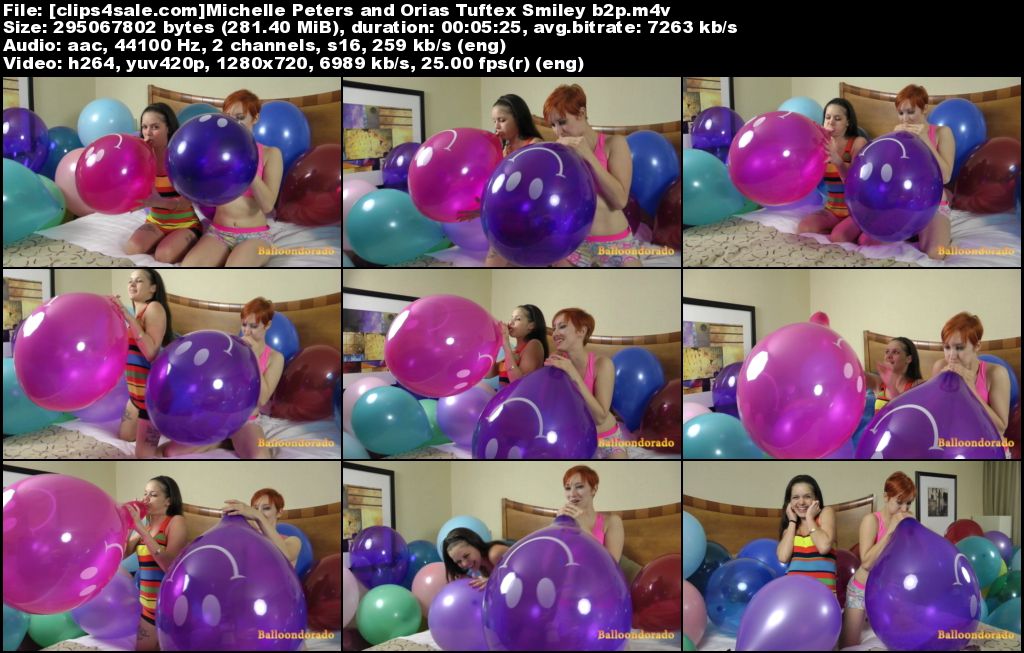 File: [clips4sale.com]Michelle Peters and Orias Tuftex Smiley b2p.m4v
Size: 295067802 bytes (281.40 MiB), duration: 00:05:25, avg.bitrate: 7263 kb/s
Audio: aac, 44100 Hz, 2 channels, s16, 259 kb/s (eng)
Video: h264, yuv420p, 1280x720, 6989 kb/s, 25.00 fps(r) (eng)
Balloondorado
Balloondorado
Balloondorado
Balloondorado
Balloondorado
Balloondorado
Balloondorado
Balloondorado
Balloondorado